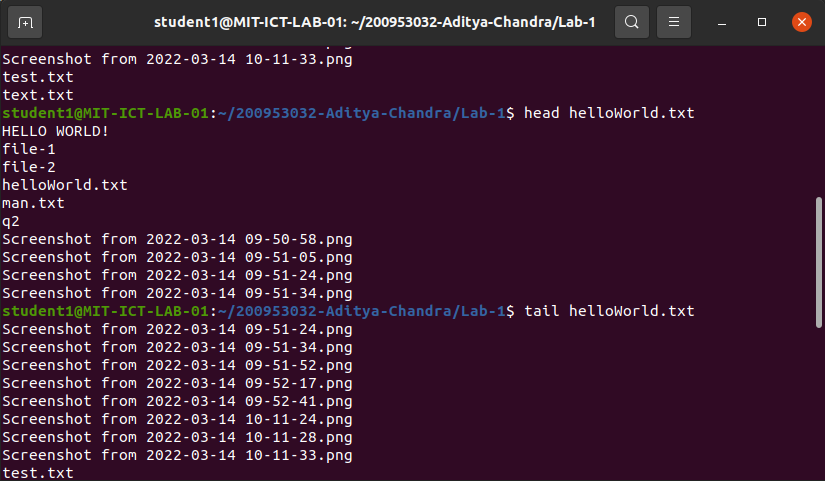 student1@MIT-ICT-LAB-01: ~/200953032-Aditya-Chandra/Lab-1
Screenshot from 2022-03-14 10-11-33.png
test.txt
text.txt
student1@MIT-ICT-LAB-01:~/200953032-Aditya-Chandra/Lab-1$ head helloWorld.txt
HELLO WORLD!
file-1
file-2
helloWorld.txt
man.txt
q2
Screenshot from 2022-03-14 09-50-58.png
Screenshot from 2022-03-14 09-51-05.png
Screenshot from 2022-03-14 09-51-24.png
Screenshot from 2022-03-14 09-51-34.png
student1@MIT-ICT-LAB-01:~/200953032-Aditya-Chandra/Lab-1$ tail helloWorld.txt
Screenshot from 2022-03-14 09-51-24.png
Screenshot from 2022-03-14 09-51-34.png
Screenshot from 2022-03-14 09-51-52.png
Screenshot from 2022-03-14 09-52-17.png
Screenshot from 2022-03-14 09-52-41.png
Screenshot from 2022-03-14 10-11-24.png
Screenshot from 2022-03-14 10-11-28.png
Screenshot from 2022-03-14 10-11-33.png
test.txt